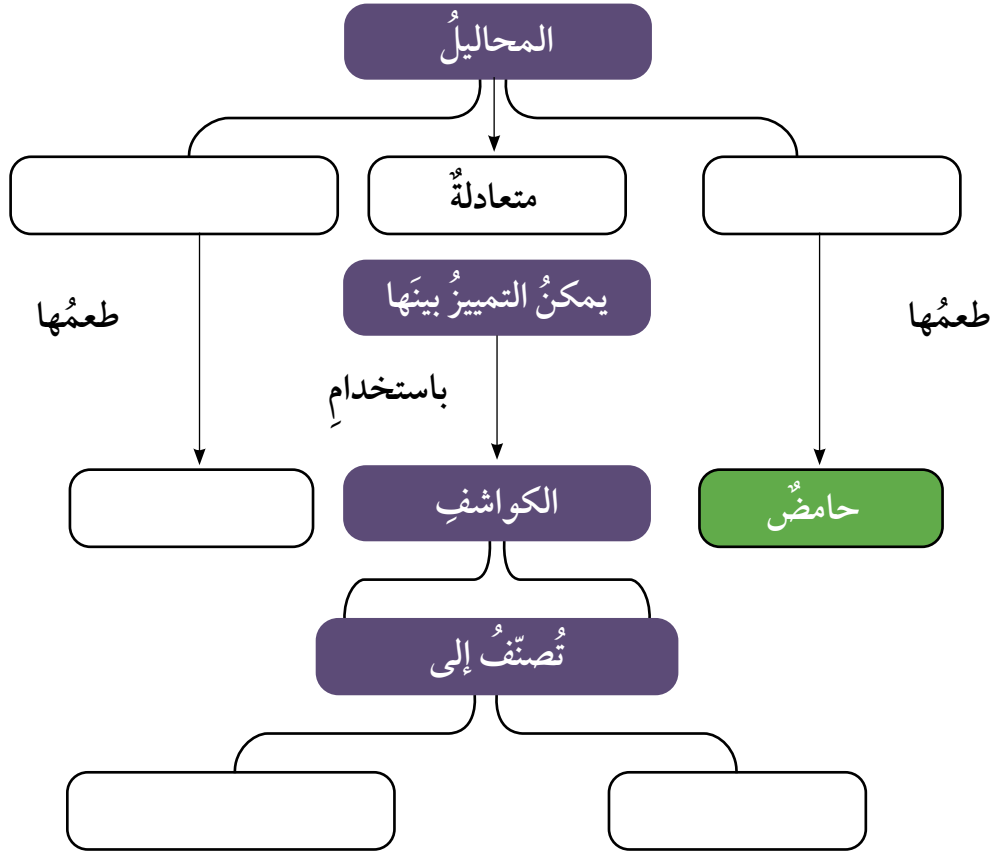 المحاليلُ
متعادلةٌ
يمكنُ التمييزُ بينَها
طعمُها
طعمُها
باستخدامِ
حامضٌ
الكواشفِ
تُصنّفُ إلى